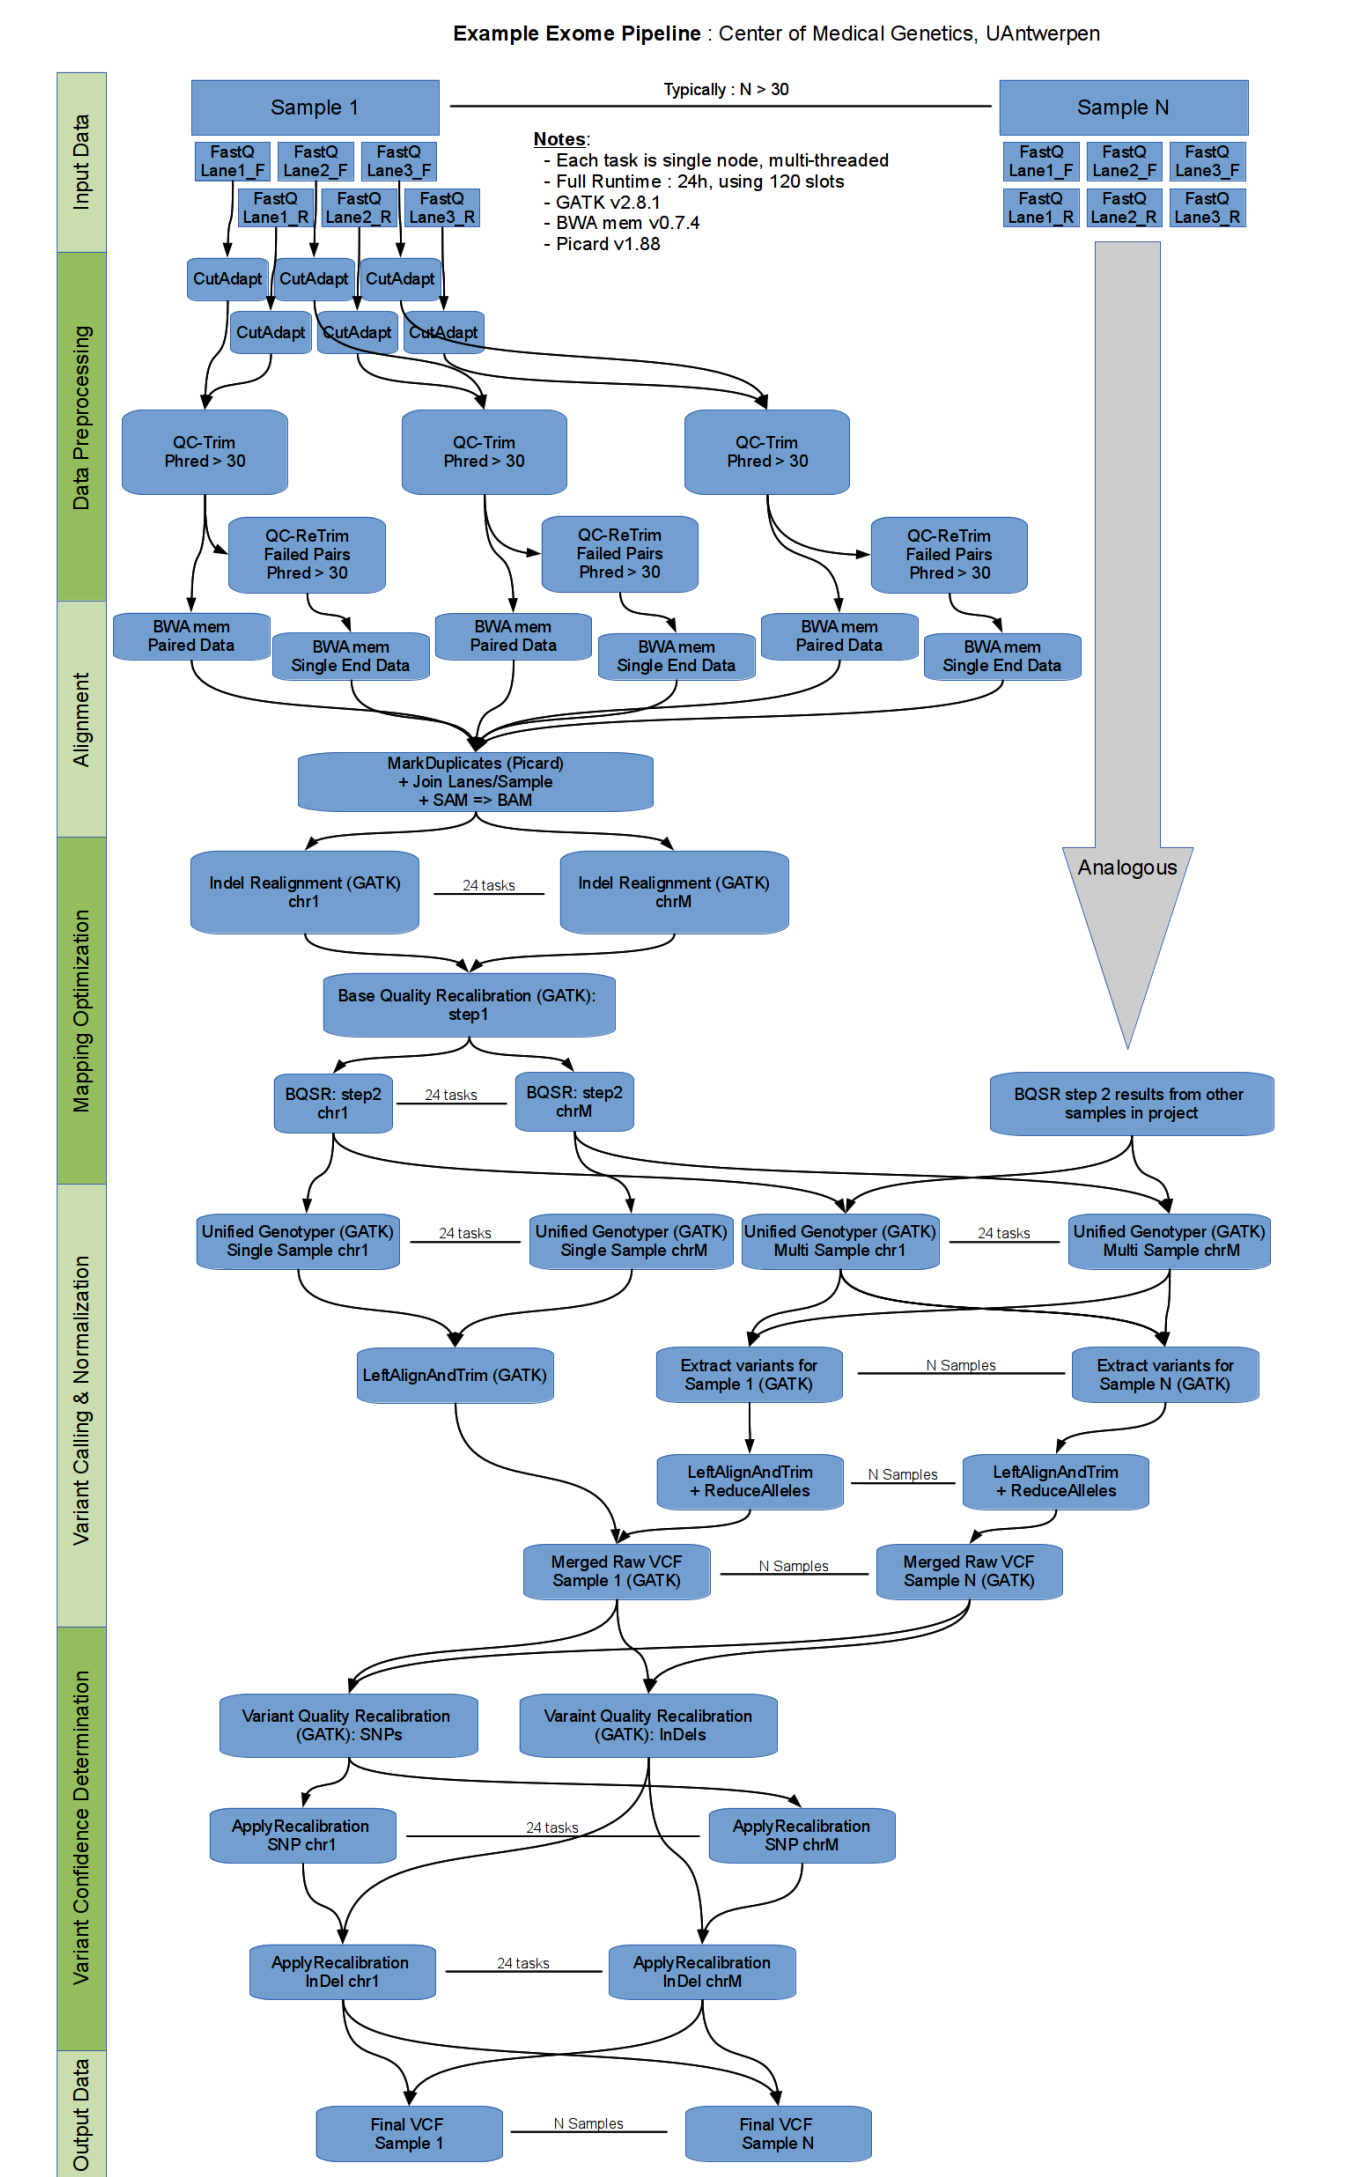 Example Exome Pipeline : Center of Medical Genetics, UAntwerpen
Input Data
Sample 1
Typically : N > 30
Sample N
FastQ
Lane1_F
FastQ
Lane2_F
FastQ
Lane3_F
FastQ
Lane1_R
FastQ
Lane2_R
FastQ
Lane3_R
Notes:
- Each task is single node, multi-threaded
- Full Runtime : 24h, using 120 slots
- GATK v2.8.1
- BWA mem v0.7.4
- Picard v1.88
FastQ
Lane1_F
FastQ
Lane2_F
FastQ
Lane3_F
FastQ
Lane1_R
FastQ
Lane2_R
FastQ
Lane3_R
Data Preprocessing
CutAdapt
CutAdapt
CutAdapt
CutAdapt
CutAdapt
CutAdapt
QC-Trim
Phred > 30
QC-Trim
Phred > 30
QC-Trim
Phred > 30
QC-ReTrim
Failed Pairs
Phred > 30
QC-ReTrim
Failed Pairs
Phred > 30
QC-ReTrim
Failed Pairs
Phred > 30
Alignment
BWA mem
Paired Data
BWA mem
Single End Data
BWA mem
Paired Data
BWA mem
Single End Data
BWA mem
Paired Data
BWA mem
Single End Data
MarkDuplicates (Picard)
+ Join Lanes/Sample
+ SAM => BAM
Analogous
Mapping Optimization
Indel Realignment (GATK)
chr1
24 tasks
Indel Realignment (GATK)
chrM
Base Quality Recalibration (GATK):
step1
BQSR: step2
chr1
24 tasks
BQSR: step2
chrM
BQSR step 2 results from other
samples in project
Variant Calling & Normalization
Unified Genotyper (GATK)
Single Sample chr1
24 tasks
Unified Genotyper (GATK)
Single Sample chrM
Unified Genotyper (GATK)
Multi Sample chr1
24 tasks
Unified Genotyper (GATK)
Multi Sample chrM
LeftAlignAndTrim (GATK)
Extract variants for
Sample 1 (GATK)
N Samples
Extract variants for
Sample N (GATK)
LeftAlignAndTrim
+ ReduceAlleles
N Samples
LeftAlignAndTrim
+ ReduceAlleles
Merged Raw VCF
Sample 1 (GATK)
N Samples
Merged Raw VCF
Sample N (GATK)
Variant Confidence Determination
Variant Quality Recalibration
(GATK): SNPs
Varaint Quality Recalibration
(GATK): InDels
ApplyRecalibration
SNP chr1
24 tasks
ApplyRecalibration
SNP chrM
ApplyRecalibration
InDel chr1
24 tasks
ApplyRecalibration
InDel chrM
Output Data
Final VCF
Sample 1
N Samples
Final VCF
Sample N